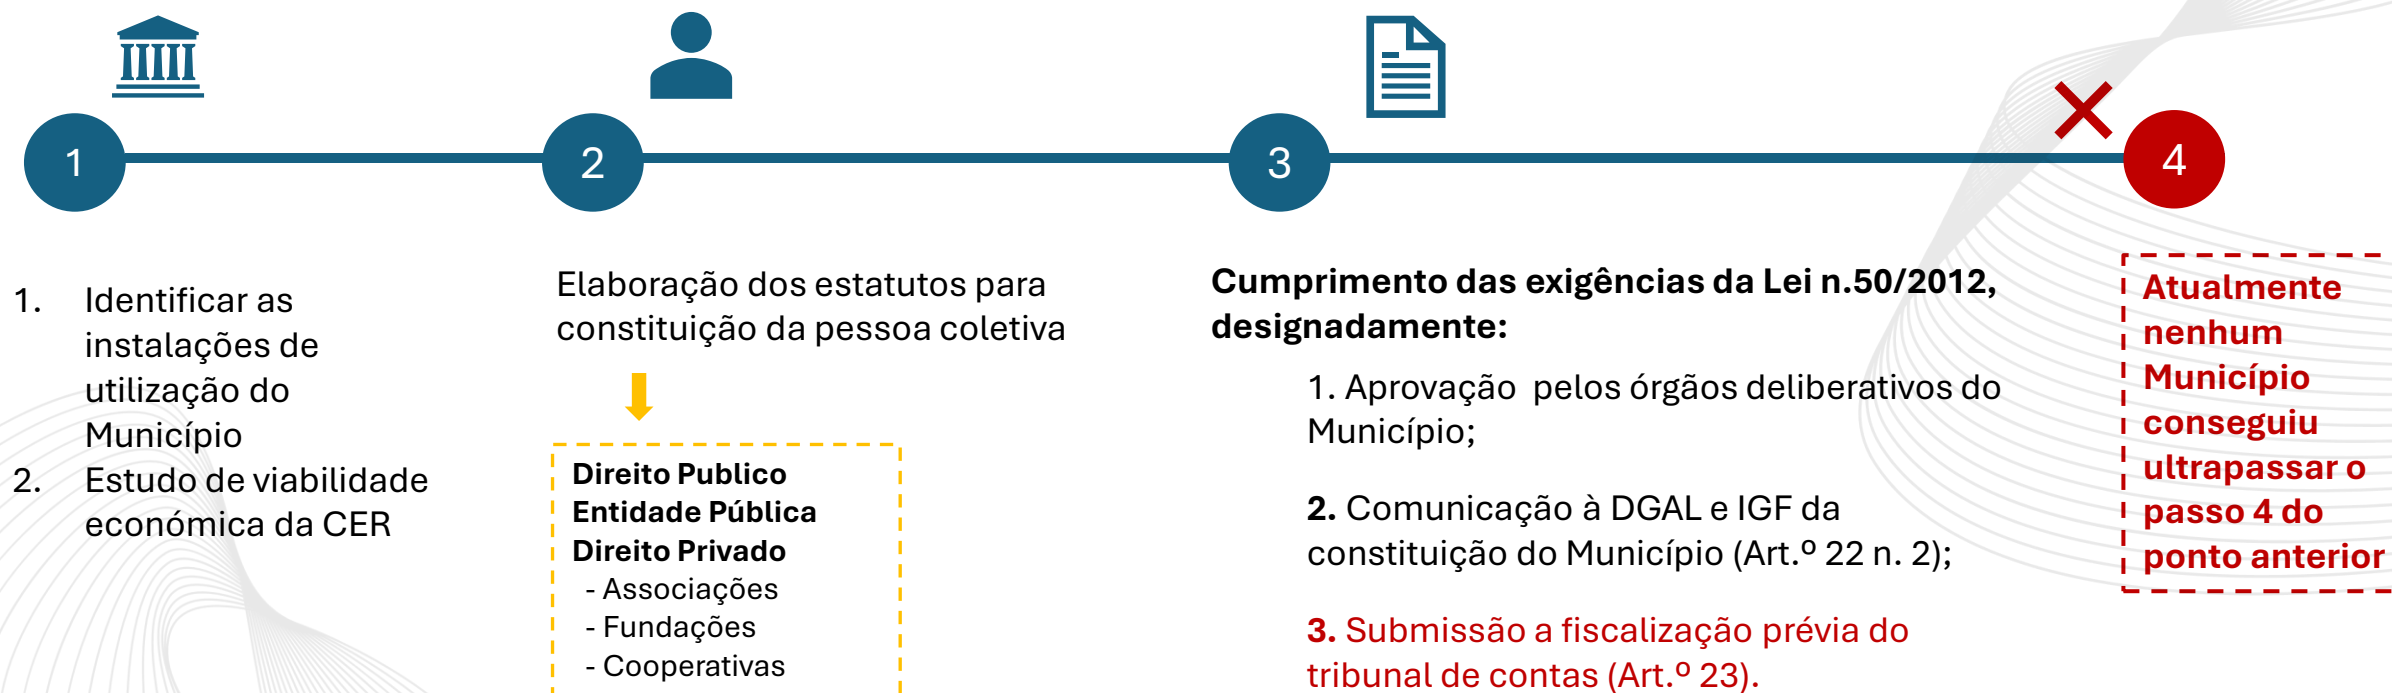 1
2
3
4
1. Identificar as
instalações de
utilização do
Município
2. Estudo de viabilidade
económica da CER
Elaboração dos estatutos para
constituição da pessoa coletiva
Direito Publico
Entidade Pública
Direito Privado
- Associações
- Fundações
- Cooperativas
Cumprimento das exigências da Lei n.50/2012,
designadamente:
1. Aprovação pelos órgãos deliberativos do
Município;
2. Comunicação à DGAL e IGF da
constituição do Município (Art.º 22 n. 2);
3. Submissão a fiscalização prévia do
tribunal de contas (Art.º 23).
Atualmente
nenhum
Município
conseguiu
ultrapassar o
passo 4 do
ponto anterior